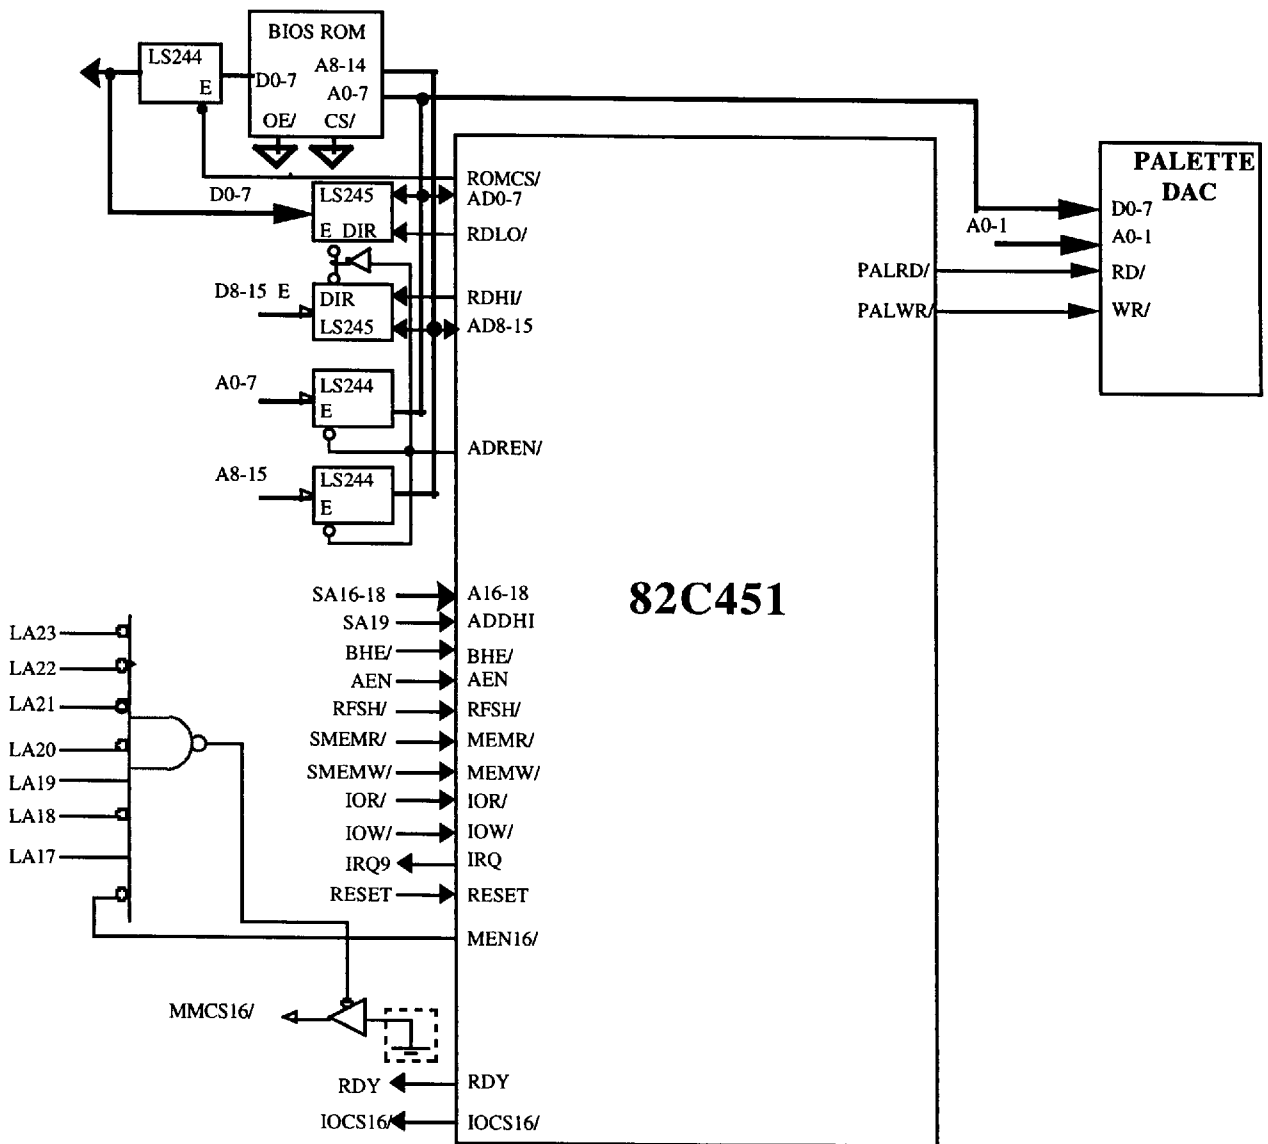 BIOS ROM
LS244
E
D0-7
A8-14
A0-7
OE/
CS/
PALETTE
DAC
D0-7
A0-1
RD/
WR/
A0-1
D0-7
LS245
E DIR
ROMCS/
AD0-7
RDLO/
D8-15 E
DIR
LS245
RDHI/
AD8-15
PALRD/
PALWR/
A0-7
LS244
E
ADREN/
A8-15
LS244
E
82C451
SA16-18
A16-18
SA19
ADDHI
BHE/
BHE/
AEN
AEN
RFSH/
RFSH/
SMEMR/
MEMR/
SMEMW/
MEMW/
IOR/
IOR/
IOW/
IOW/
IRQ9
IRQ
RESET
RESET
MEN16/
LA23
LA22
LA21
LA20
LA19
LA18
LA17
MMCS16/
RDY
RDY
IOCS16/
IOCS16/